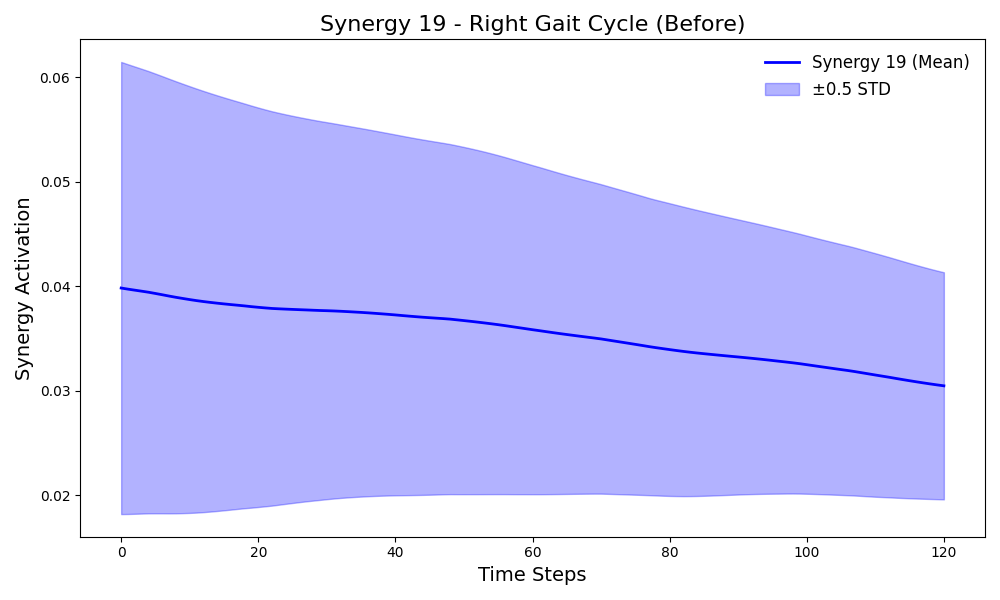 Synergy 19 - Right Gait Cycle (Before)
Synergy 19 (Mean)
±0.5 STD
0.06
0.05
0.04
0.03
0.02
Synergy Activation
0 20 40 60 80 100 120
Time Steps